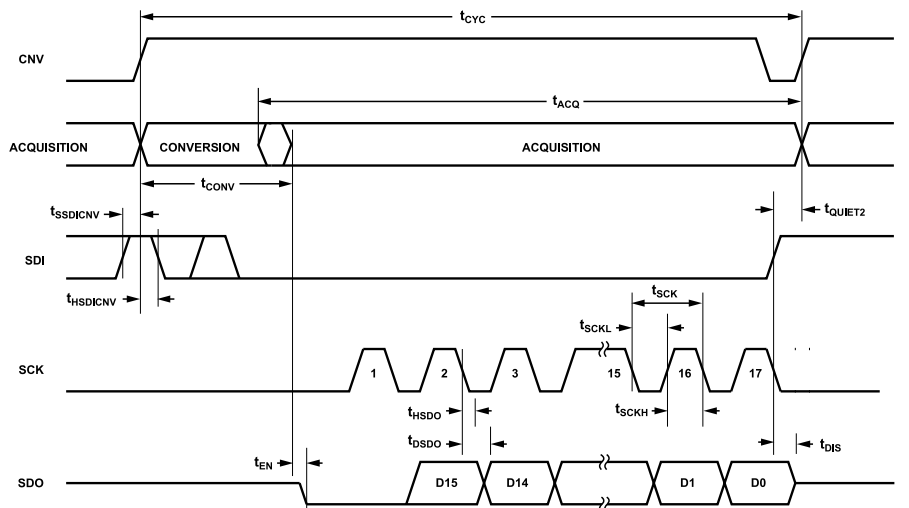 tCYC
CNV
tACQ
ACQUISITION
CONVERSION
ACQUISITION
tCONV
tSSDICNV
tQUIET2
SDI
tHSDICNV
tSCK
tSCKL
SCK
1
2
3
15
16
17
tHSDO
tSCKH
tDSDO
tDIS
tEN
SDO
D15
D14
D1
D0